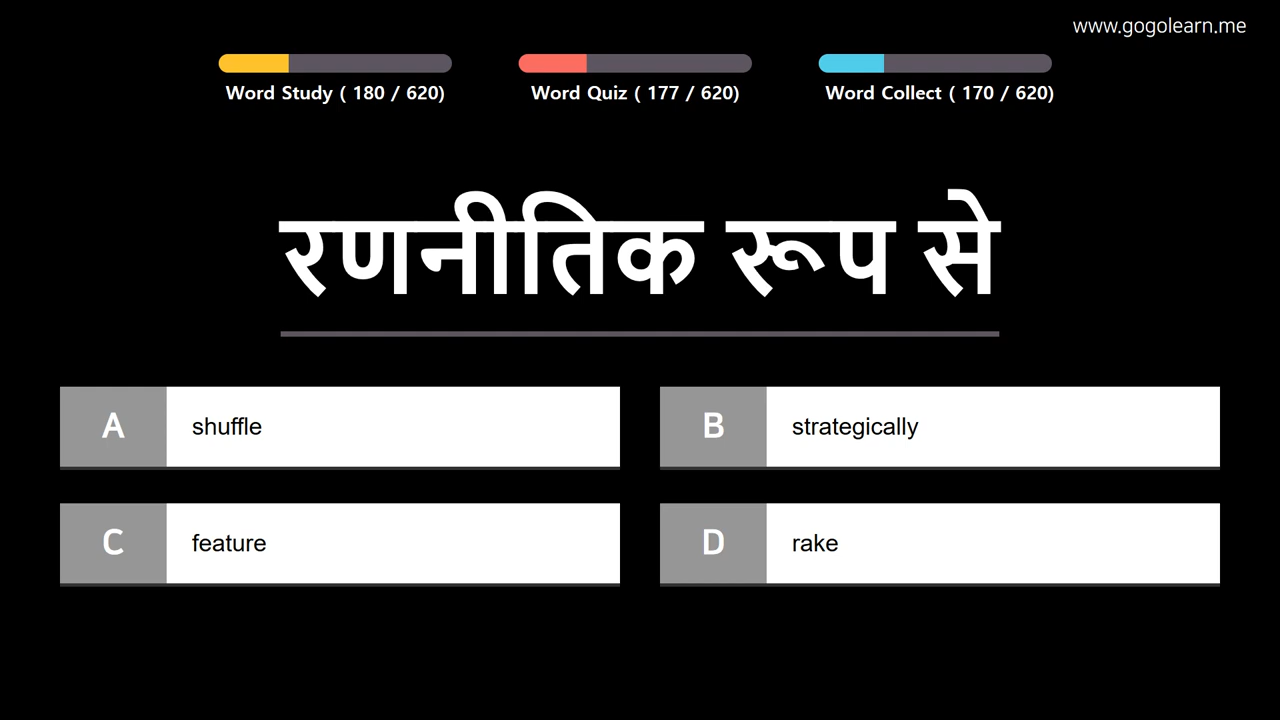 www.gogolearn.me
Word Study ( 180 / 620)
Word Quiz ( 177 / 620)
Word Collect ( 170 / 620)
रणनीतिक रूप से
A shuffle
B strategically
C feature
D rake